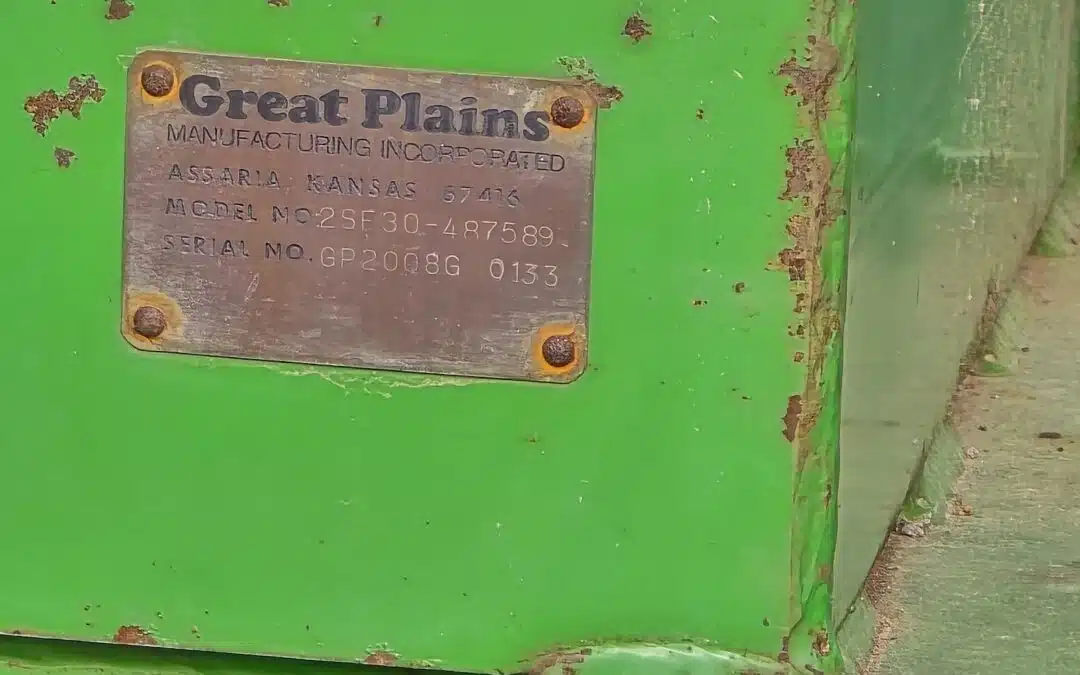 Great Plains
MANUFACTURING INCORPORATED
ASSARIA KANSAS 67416
MODEL NO. 2SF30-487589
SERIAL NO. GP2008G 0133